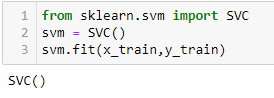 1 from sklearn.svm import SVC
2 svm = SVC()
3 svm.fit(x_train,y_train)
SVC()